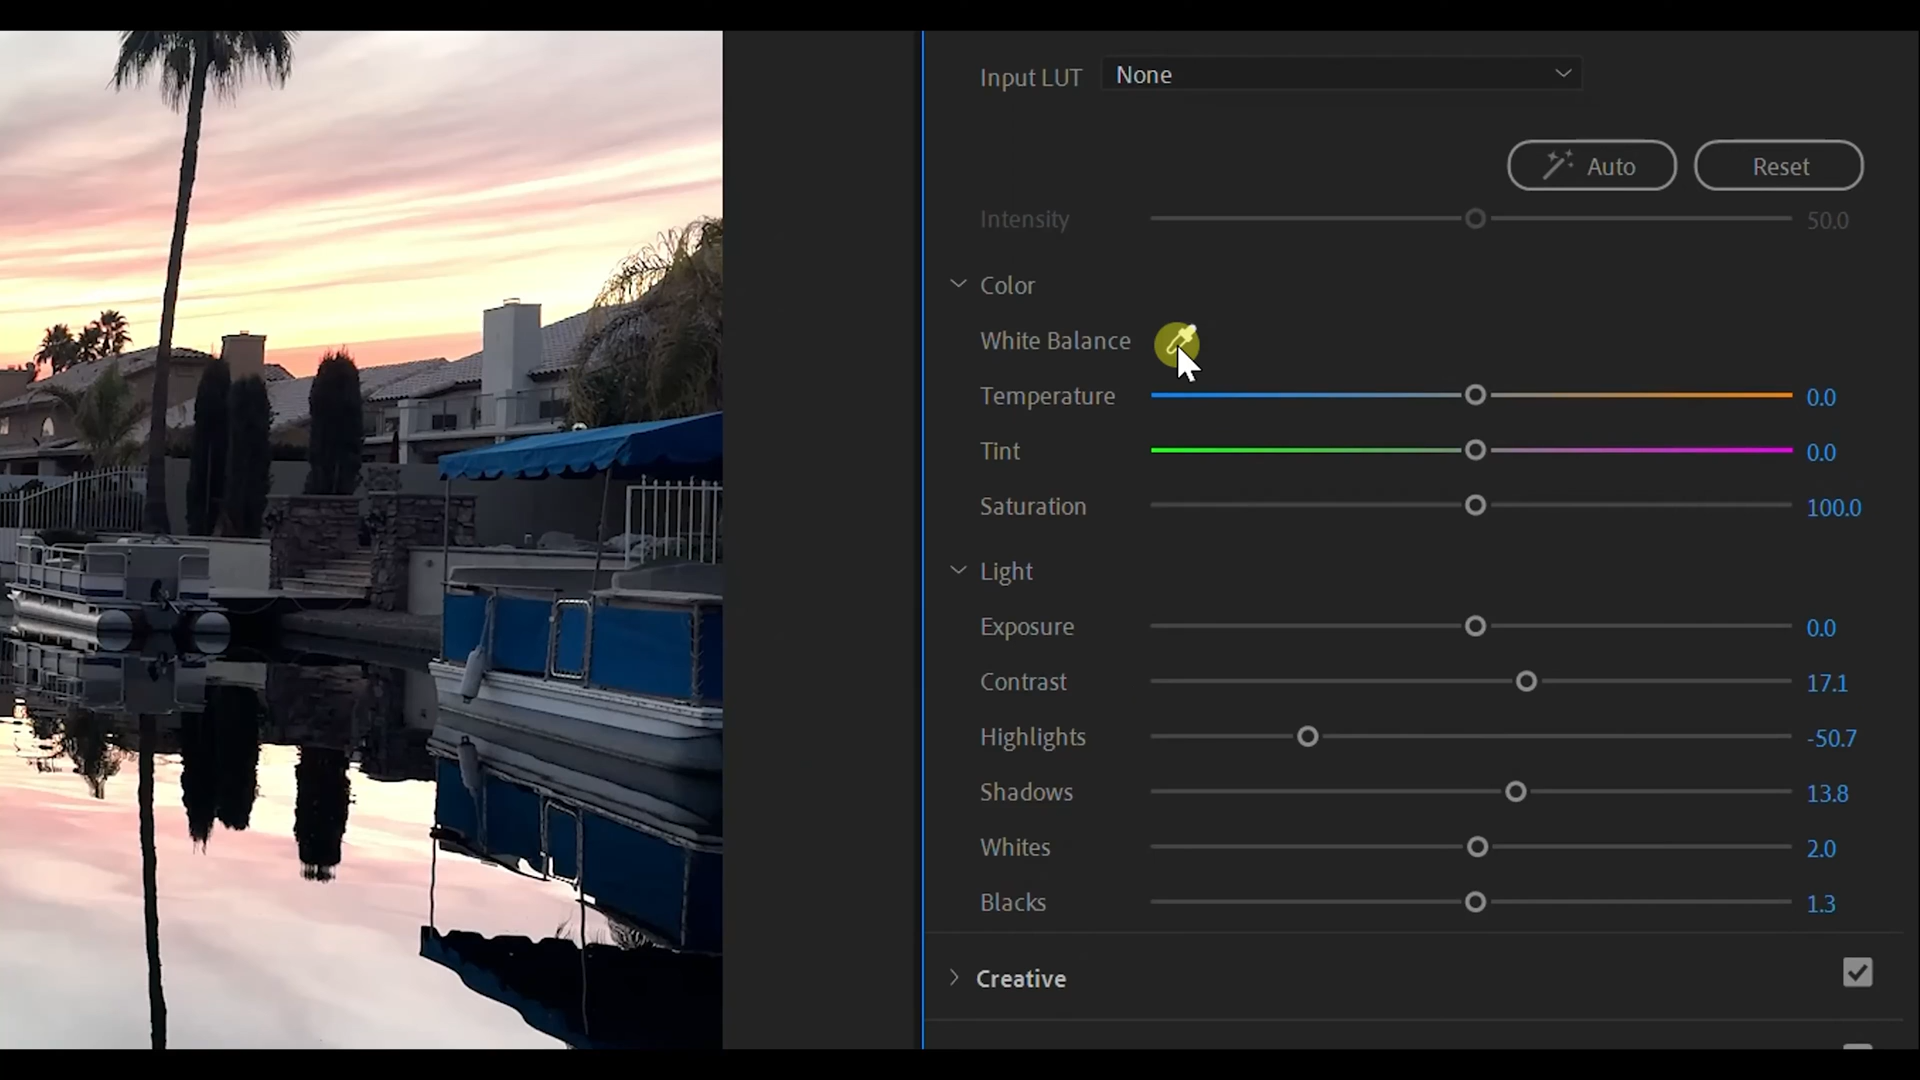 Input LUT None
Auto Reset
Intensity 50.0
Color
White Balance
Temperature 0.0
Tint 0.0
Saturation 100.0
Light
Exposure 0.0
Contrast 17.1
Highlights -50.7
Shadows 13.8
Whites 2.0
Blacks 1.3
Creative